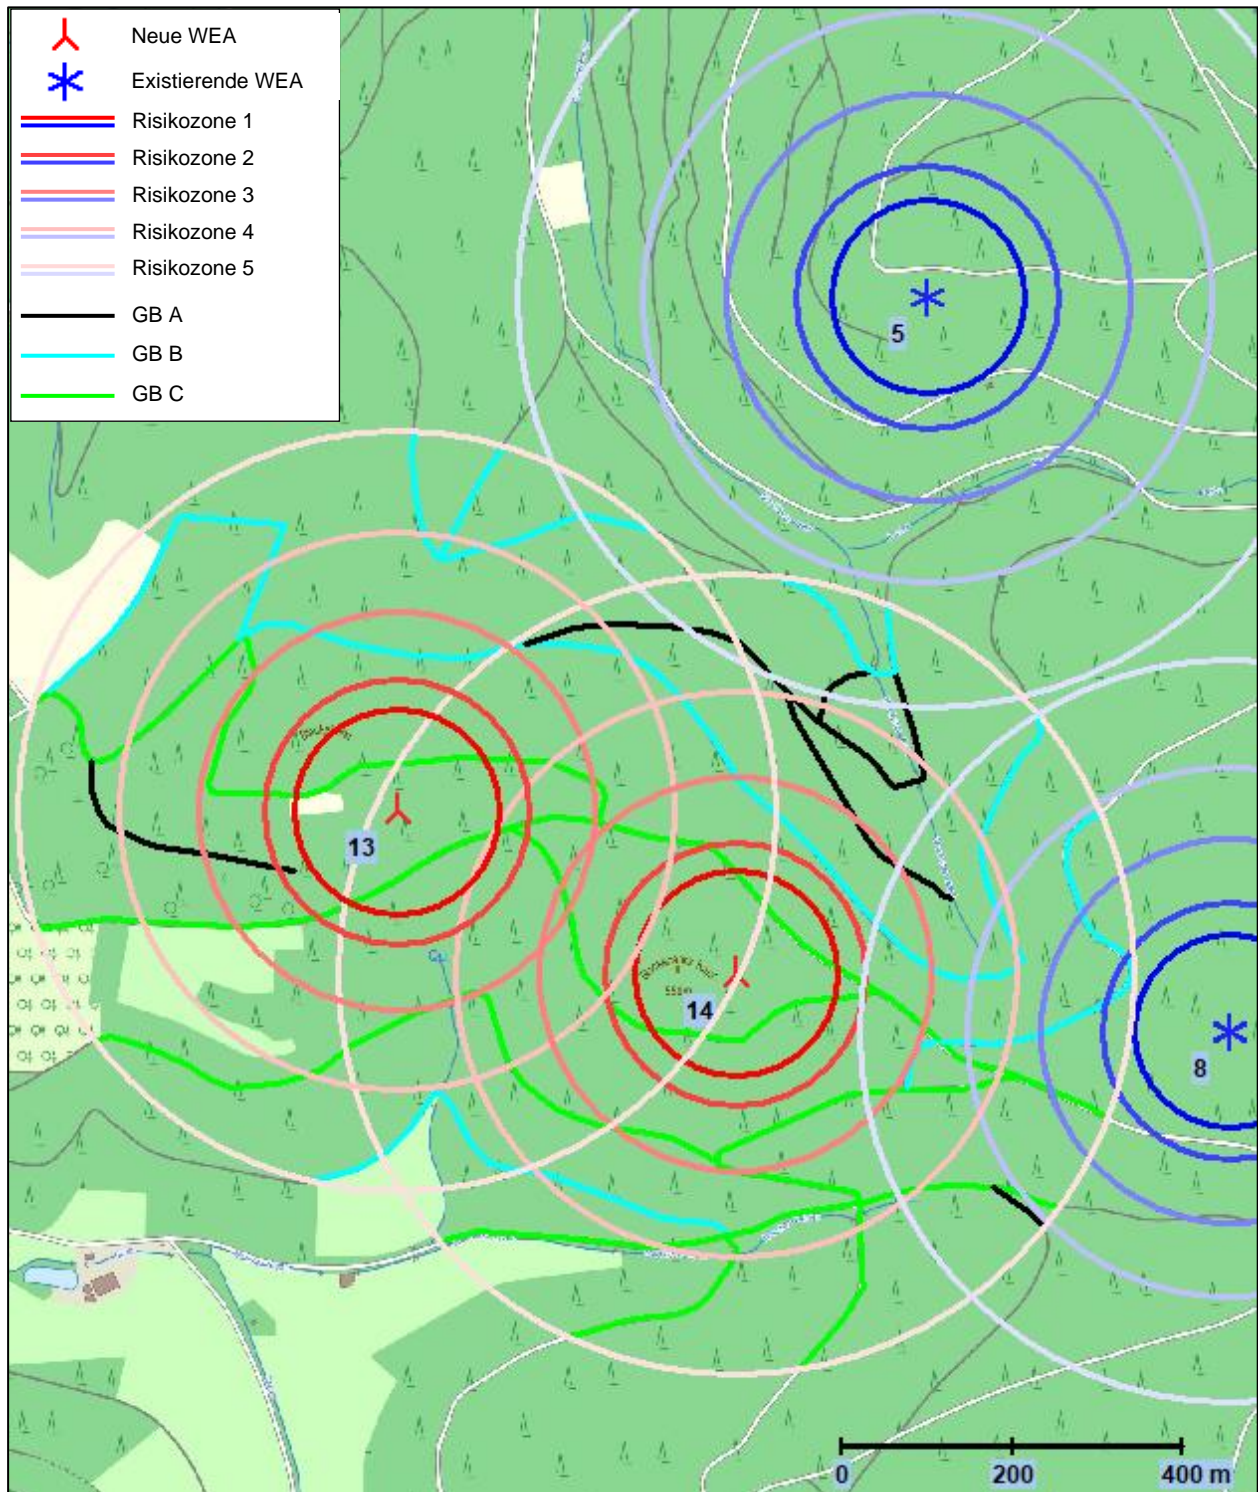 Neue WEA
Existierende WEA
Risikozone 1
Risikozone 2
Risikozone 3
Risikozone 4
Risikozone 5
GB A
GB B
GB C
5
13
14
8
0 200 400 m